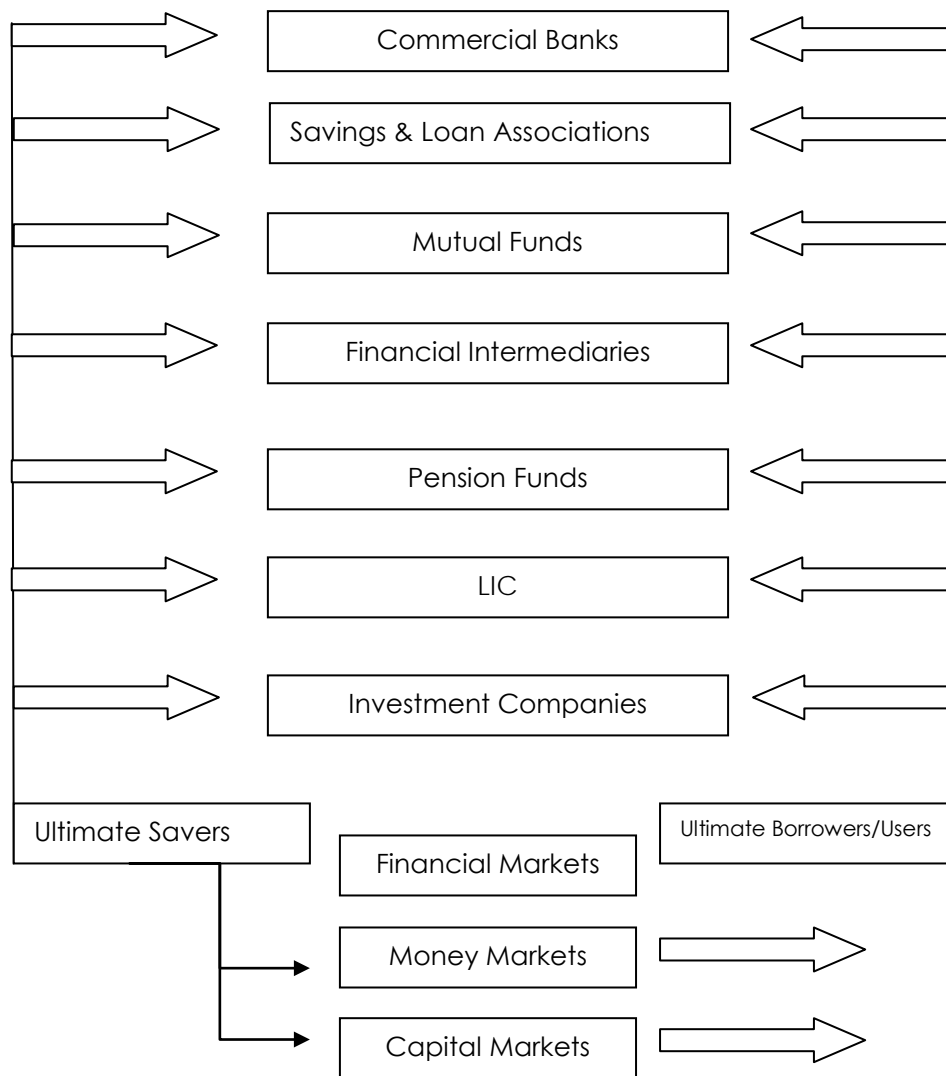 Commercial Banks
Savings & Loan Associations
Mutual Funds
Financial Intermediaries
Pension Funds
LIC
Investment Companies
Ultimate Savers
Ultimate Borrowers/Users
Financial Markets
Money Markets
Capital Markets